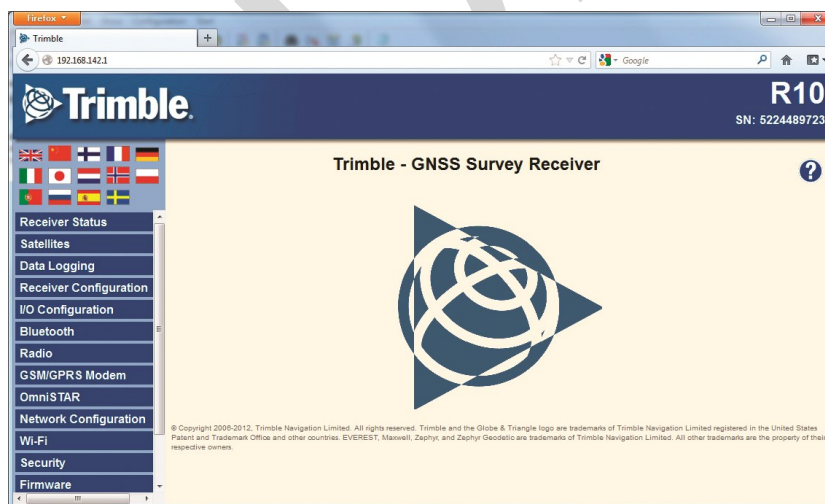 Firefox
Trimble
192.168.142.1
Google
Trimble.
R10
SN: 5224489723
Trimble - GNSS Survey Receiver
?
Receiver Status
Satellites
Data Logging
Receiver Configuration
I/O Configuration
Bluetooth
Radio
GSM/GPRS Modem
OmniSTAR
Network Configuration
Wi-Fi
Security
Firmware
© Copyright 2006-2012, Trimble Navigation Limited. All rights reserved. Trimble and the Globe & Triangle logo are trademarks of Trimble Navigation Limited registered in the United States
Patent and Trademark Office and other countries. EVEREST, Maxwell, Zephyr, and Zephyr Geodetic are trademarks of Trimble Navigation Limited. All other trademarks are the property of their
respective owners.